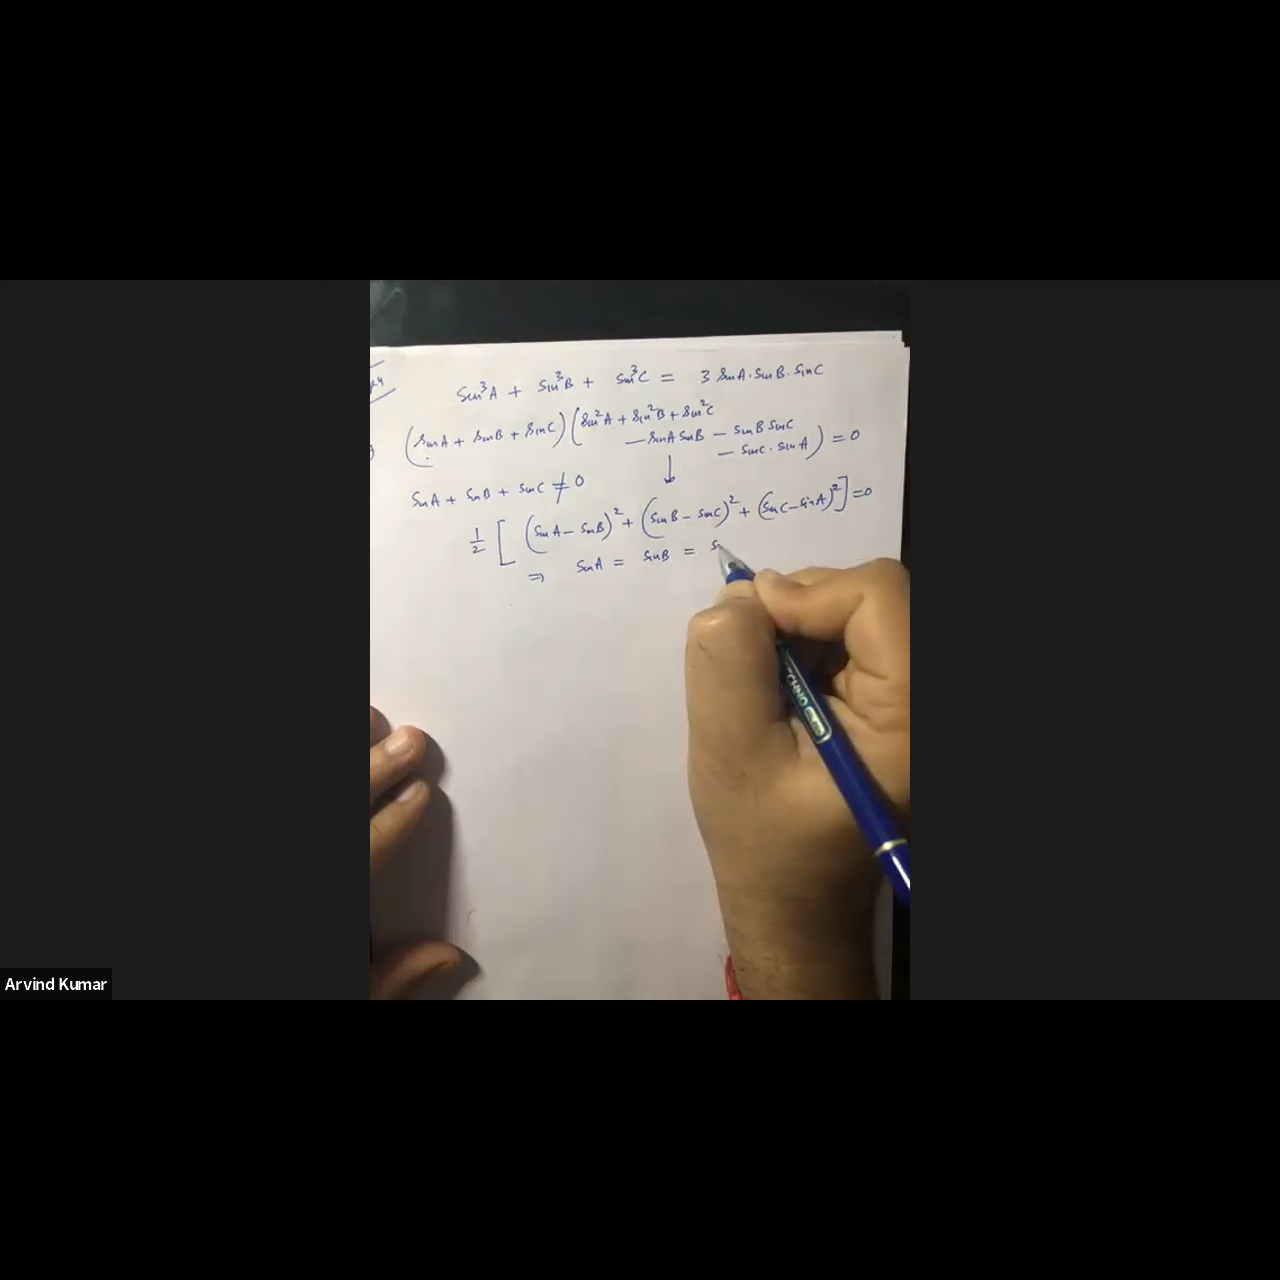 Sin³A + Sin³B + Sin³C = 3 SinA . SinB . SinC
(SinA + SinB + SinC) (Sin²A + Sin²B + Sin²C
— SinA SinB — SinB SinC
— SinC . SinA) = 0
↓
SinA + SinB + SinC ≠ 0
1/2 [ (SinA — SinB)² + (SinB — SinC)² + (SinC — SinA)² ] = 0
⇒ SinA = SinB =
TECHNO
Arvind Kumar